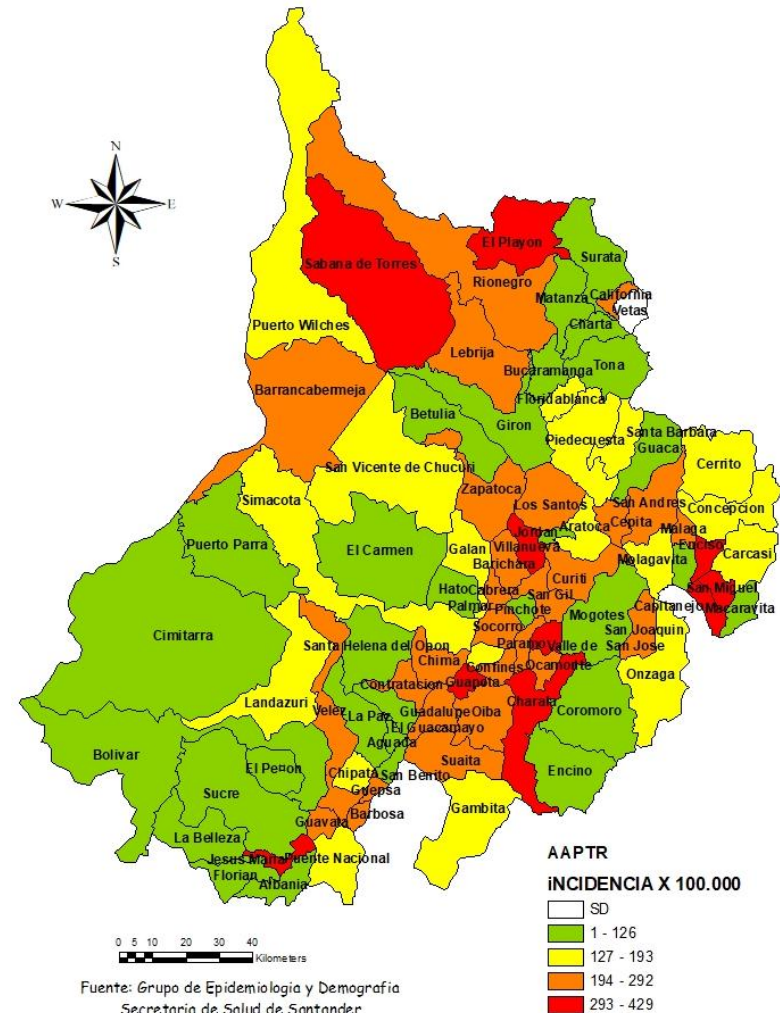 N
W
E
S
El Playon
Surata
Sabana de Torres
Rionegro
California
Matanza
Vetas
Charta
Puerto Wilches
Lebrija
Tona
Bucaramanga
Barrancabermeja
Floridablanca
Betulia
Giron
Santa Barbara
Piedecuesta
Guaca
San Vicente de Chucuri
Cerrito
Zapatoca
Simacota
Los Santos
San Andres
Concepcion
Jordan
Aratoca
Cepita
Malaga
Puerto Parra
El Carmen
Galan
Villanueva
Enciso
Carcasi
Barichara
Molagavita
Curiti
Hato
Cabrera
San Gil
San Miguel
Palmar
Pinchote
Mogotes
Capitanejo
Macaravita
Cimitarra
Socorro
San Joaquin
Santa Helena del Opon
Paramo
Valle de San Jose
Chima
Confines
Ocamonte
Onzaga
Contratacion
Guapota
Landazuri
Velez
Charala
La Paz
Guadalupe
Oiba
Coromoro
El Guacamayo
Aguada
Bolivar
El Pe¤on
Suaita
Chipata
San Benito
Encino
Sucre
Guepsa
Barbosa
Gambita
Guavata
La Belleza
Jesus Maria
Puente Nacional
Florian
Albania
AAPTR
iNCIDENCIA X 100.000
SD
1 - 126
127 - 193
194 - 292
293 - 429
0 5 10 20 30 40
Kilometers
Fuente: Grupo de Epidemiologia y Demografia
Secretaria de Salud de Santander